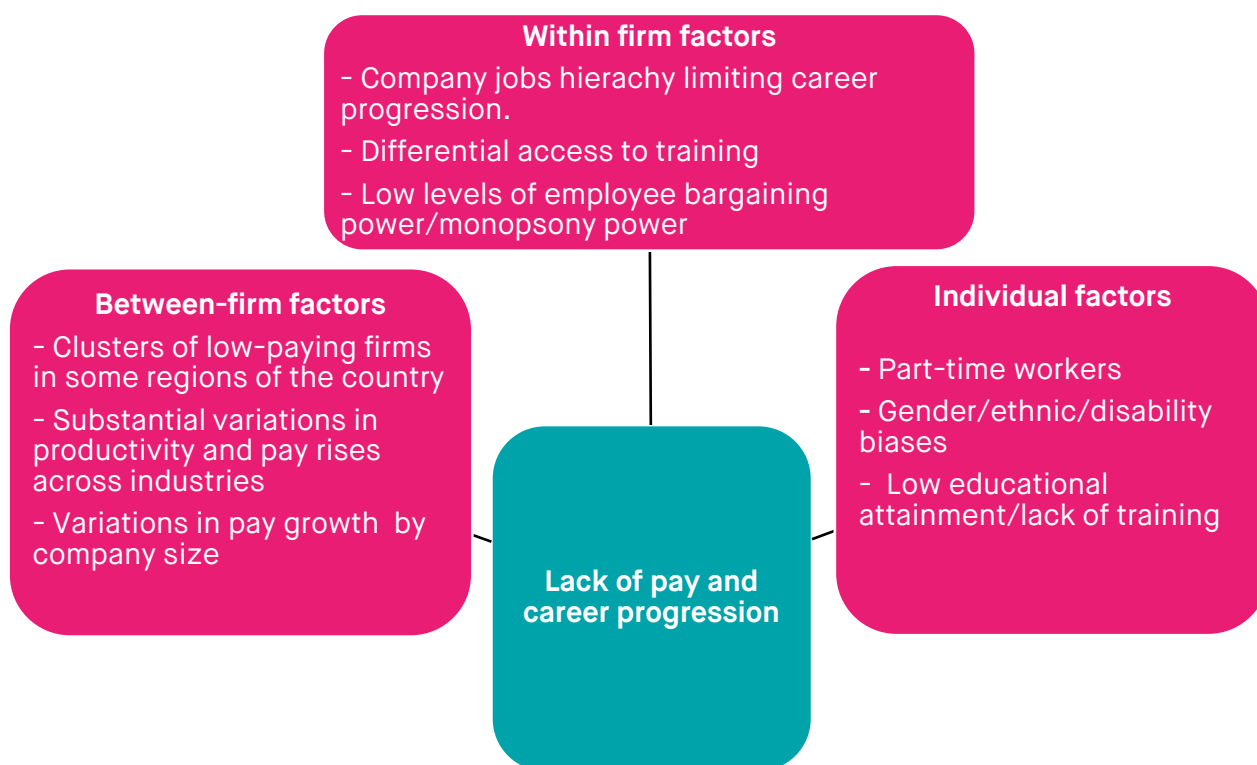 Within firm factors
- Company jobs hierachy limiting career
progression.
- Differential access to training
- Low levels of employee bargaining
power/monopsony power
Between-firm factors
- Clusters of low-paying firms
in some regions of the country
- Substantial variations in
productivity and pay rises
across industries
- Variations in pay growth by
company size
Individual factors
- Part-time workers
- Gender/ethnic/disability
biases
- Low educational
attainment/lack of training
Lack of pay and
career progression